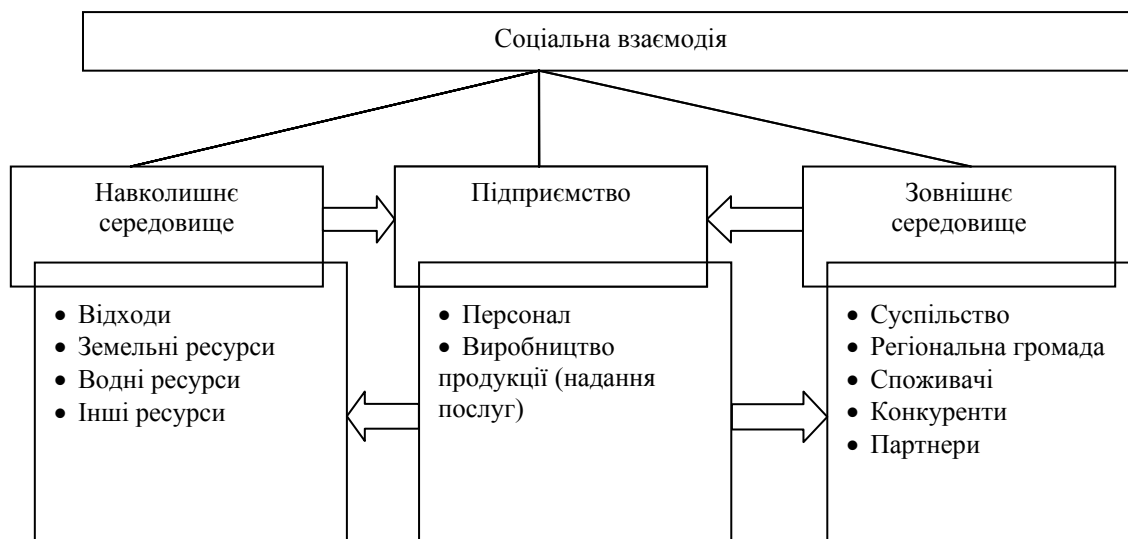 Соціальна взаємодія
Навколишнє
середовище
Підприємство
Зовнішнє
середовище
• Відходи
• Земельні ресурси
• Водні ресурси
• Інші ресурси
• Персонал
• Виробництво
продукції (надання
послуг)
• Суспільство
• Регіональна громада
• Споживачі
• Конкуренти
• Партнери